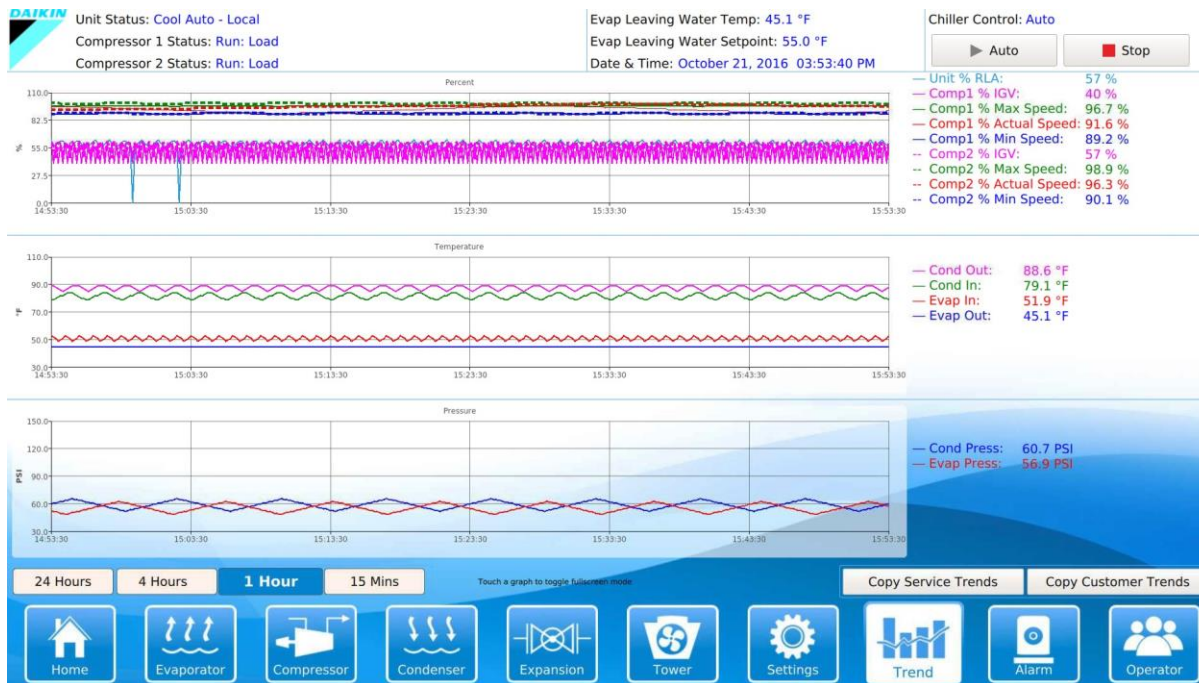 DAIKIN
Unit Status: Cool Auto - Local
Compressor 1 Status: Run: Load
Compressor 2 Status: Run: Load
Evap Leaving Water Temp: 45.1 °F
Evap Leaving Water Setpoint: 55.0 °F
Date & Time: October 21, 2016 03:53:40 PM
Chiller Control: Auto
Auto
Stop
Percent
110.0
82.5
55.0
27.5
0.0
%
14:53:30 15:03:30 15:13:30 15:23:30 15:33:30 15:43:30 15:53:30
— Unit % RLA: 57 %
— Comp1 % IGV: 40 %
— Comp1 % Max Speed: 96.7 %
— Comp1 % Actual Speed: 91.6 %
— Comp1 % Min Speed: 89.2 %
-- Comp2 % IGV: 57 %
-- Comp2 % Max Speed: 98.9 %
-- Comp2 % Actual Speed: 96.3 %
-- Comp2 % Min Speed: 90.1 %
Temperature
110.0
90.0
70.0
50.0
30.0
°F
14:53:30 15:03:30 15:13:30 15:23:30 15:33:30 15:43:30 15:53:30
— Cond Out: 88.6 °F
— Cond In: 79.1 °F
— Evap In: 51.9 °F
— Evap Out: 45.1 °F
Pressure
150.0
120.0
90.0
60.0
30.0
PSI
14:53:30 15:03:30 15:13:30 15:23:30 15:33:30 15:43:30 15:53:30
— Cond Press: 60.7 PSI
— Evap Press: 56.9 PSI
24 Hours
4 Hours
1 Hour
15 Mins
Touch a graph to toggle fullscreen mode
Copy Service Trends
Copy Customer Trends
Home
Evaporator
Compressor
Condenser
Expansion
Tower
Settings
Trend
Alarm
Operator